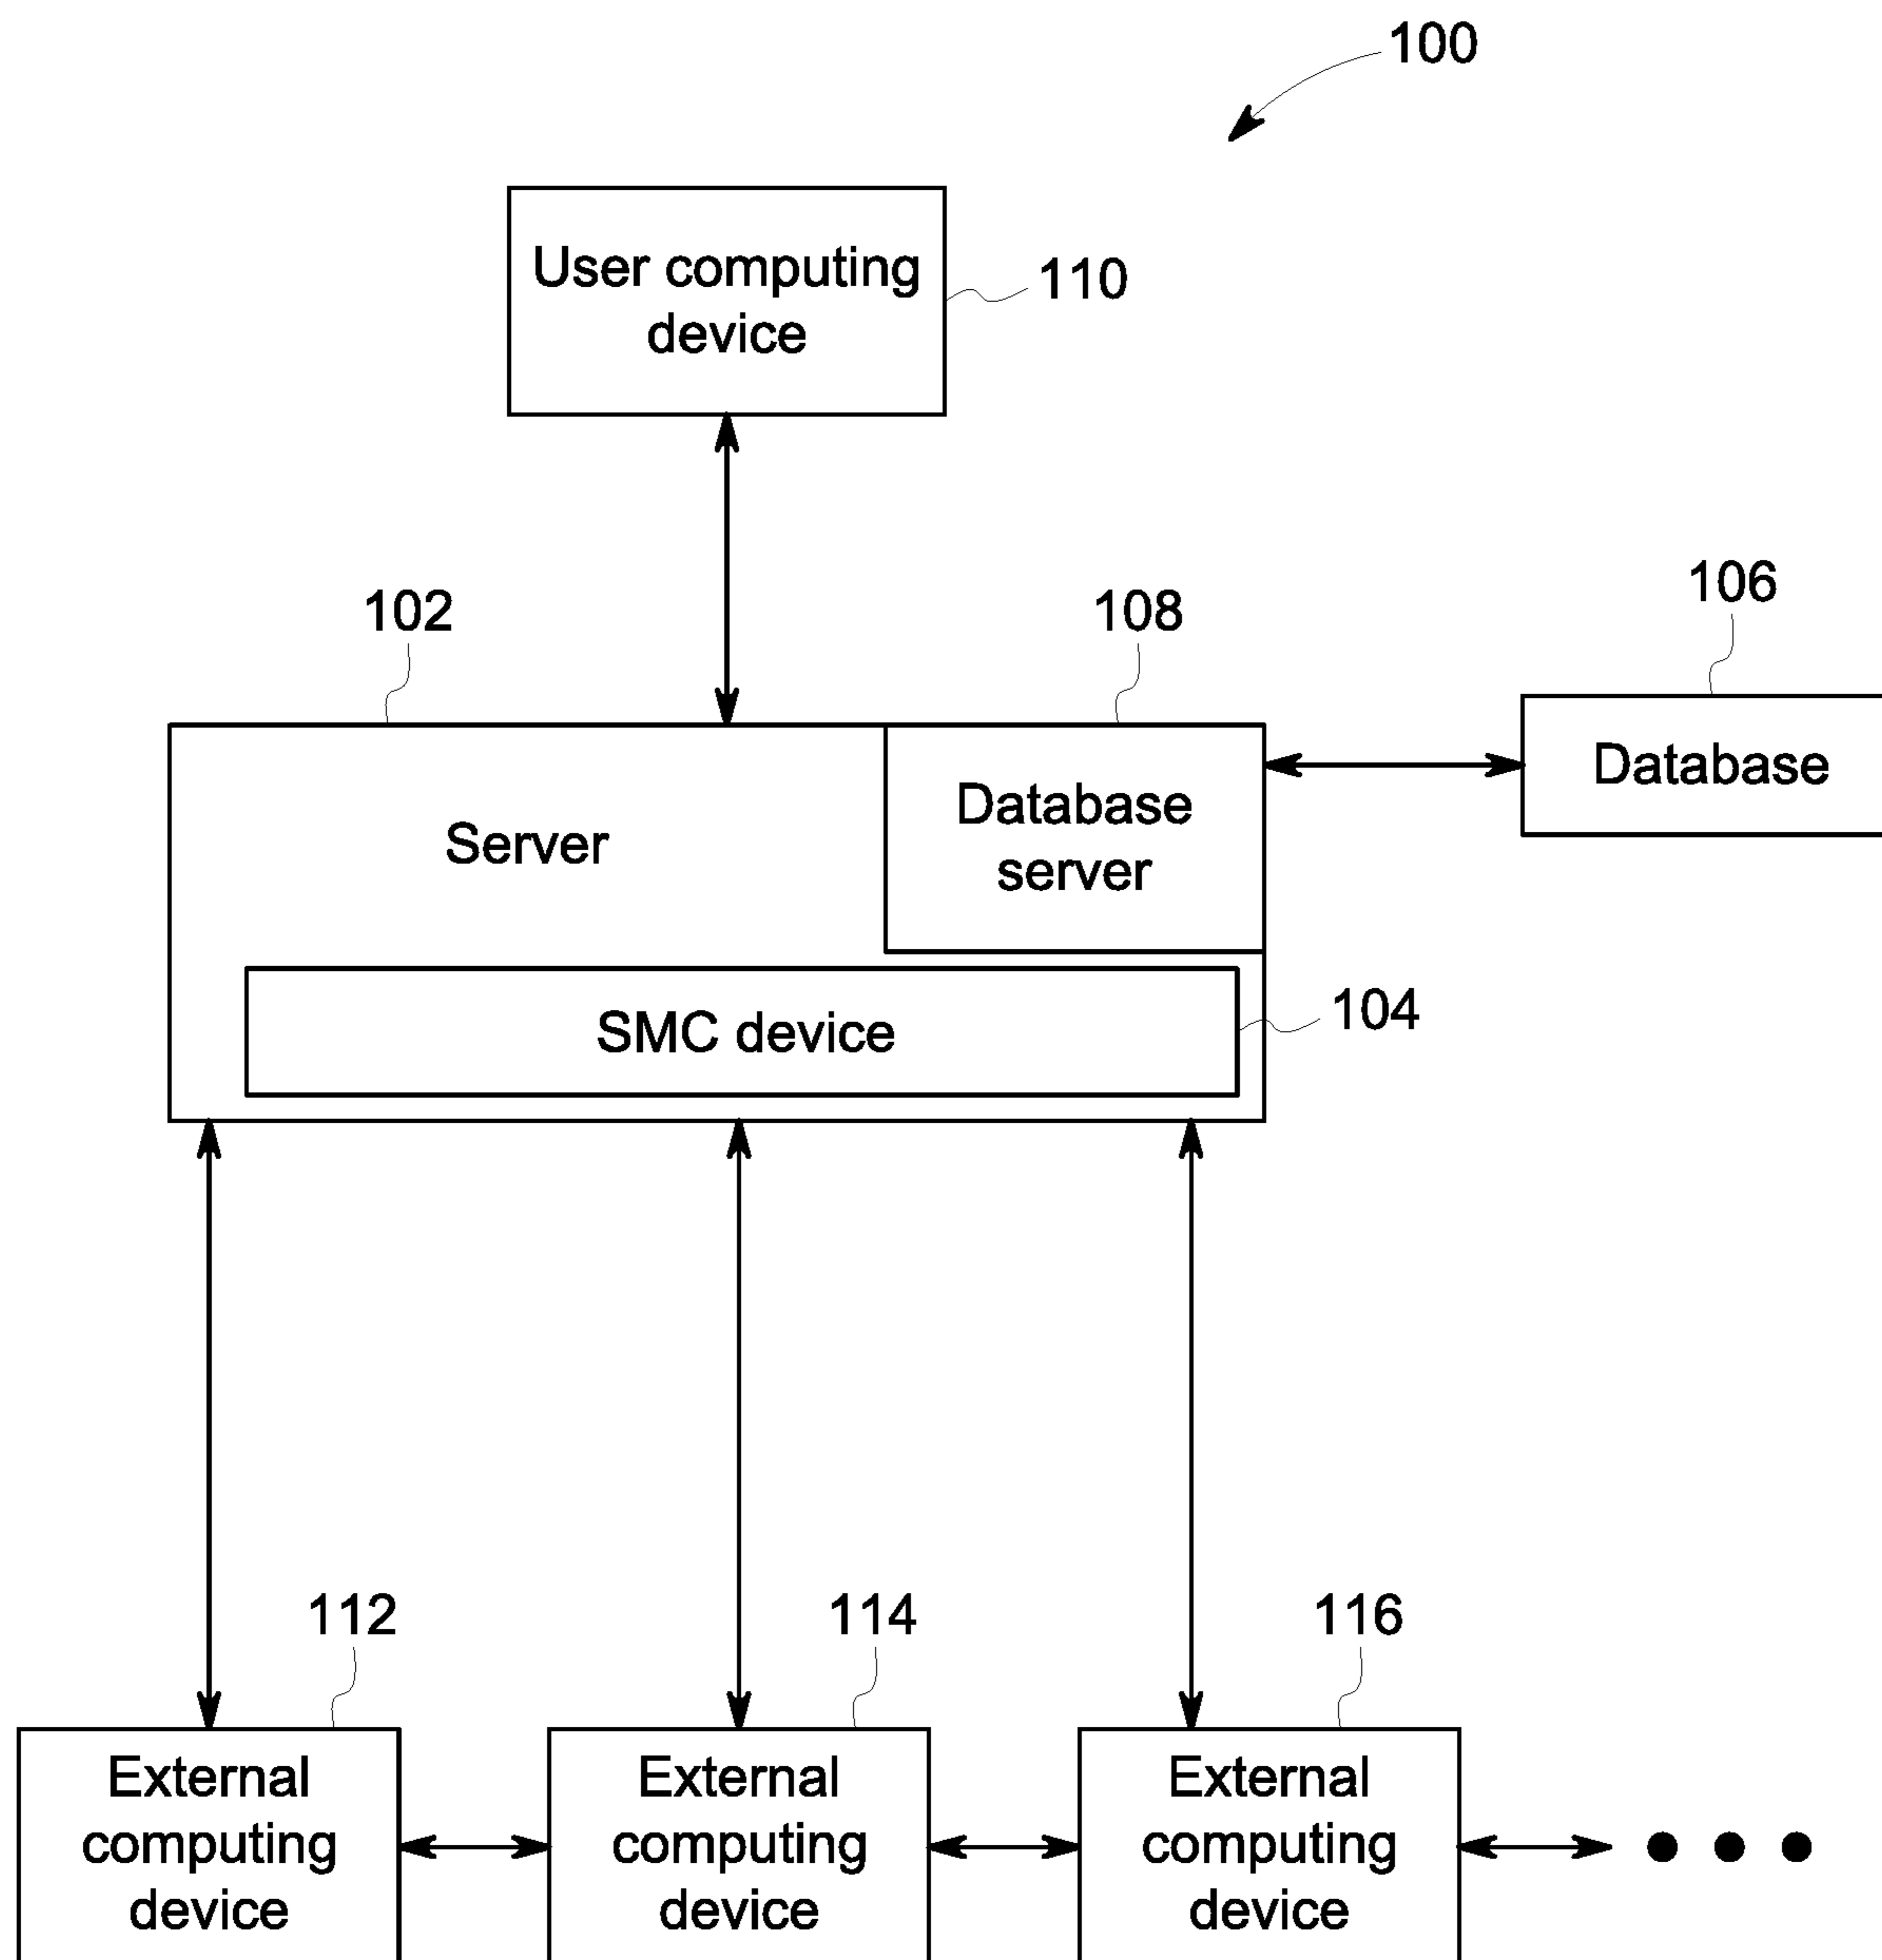 100
User computing
device
110
102
108
106
Server
Database
server
Database
SMC device
104
112
114
116
External
computing
device
External
computing
device
External
computing
device